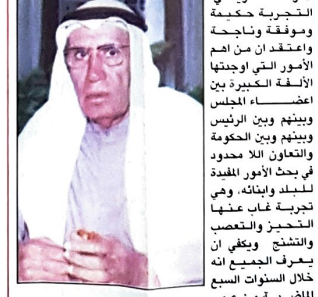 التجربة حكيمة
وموفقة وناجحة
واعتقد ان من اهم
الأمور التي اوجدتها
الألفة الكبيرة بين
اعضاء المجلس
وبينهم وبين الرئيس
وبينهم وبين الحكومة
والتعاون اللا محدود
في بحث الأمور المفيدة
للبلد وابنائه، وهي
تجربة غاب عنها
التحيز والتعصب
والتشنج ويكفي ان
يعرف الجميع انه
خلال السنوات السبع